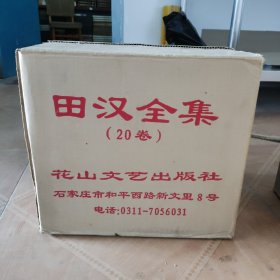 田汉全集
(20卷)
花山文艺出版社
石家庄市和平西路新文里8号
电话:0311-7056031